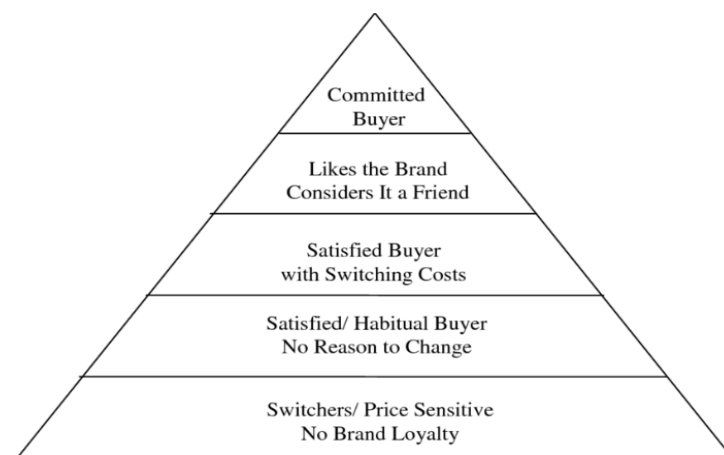 Committed
Buyer
Likes the Brand
Considers It a Friend
Satisfied Buyer
with Switching Costs
Satisfied/ Habitual Buyer
No Reason to Change
Switchers/ Price Sensitive
No Brand Loyalty